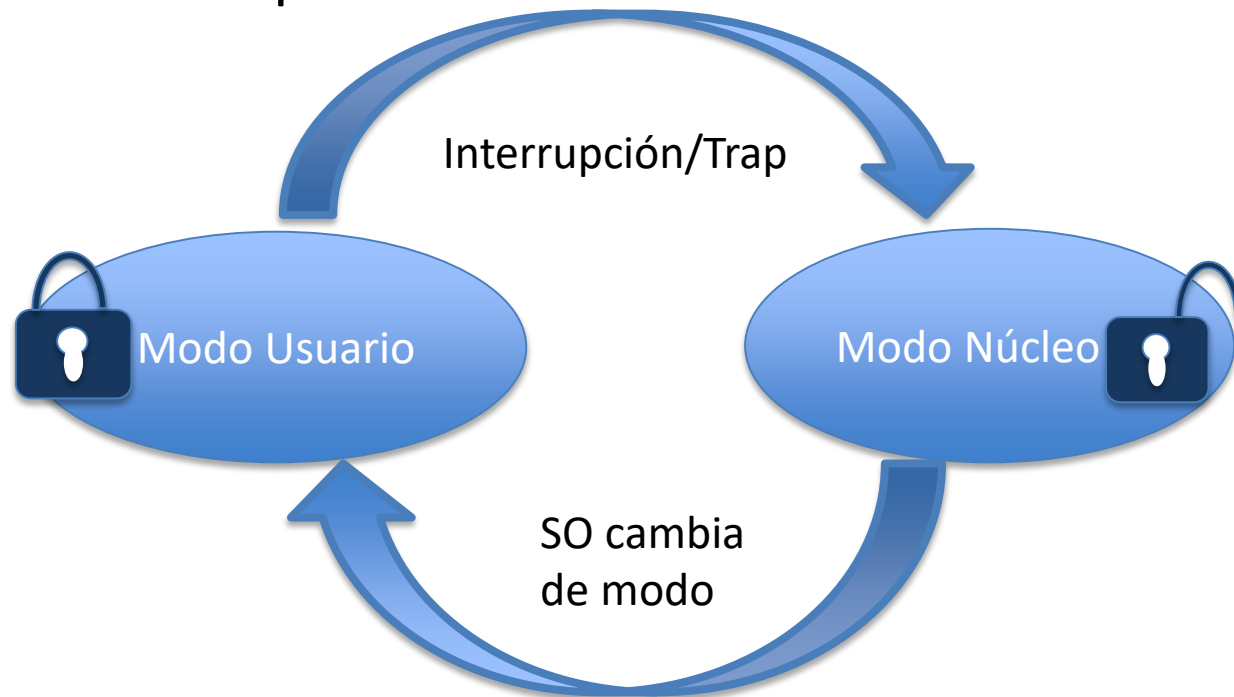 Interrupción/Trap
Modo Usuario
Modo Núcleo
SO cambia
de modo